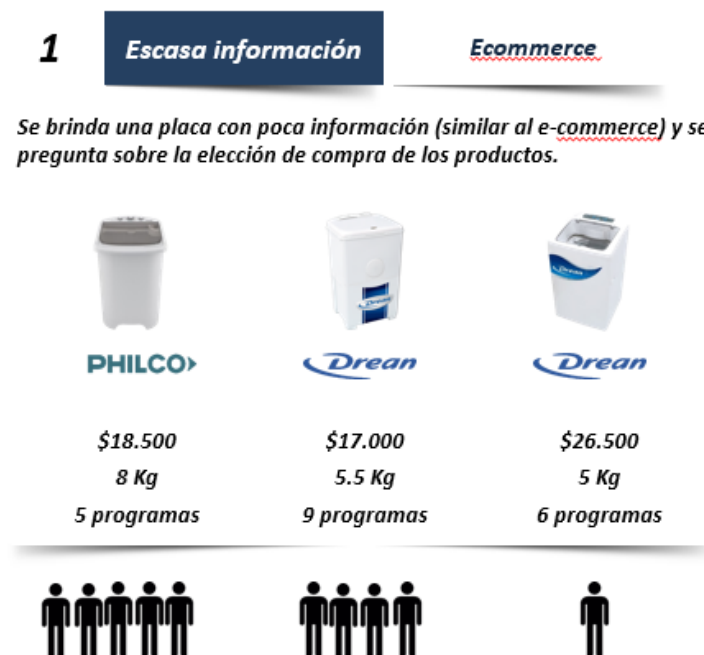 1
Escasa información
Ecommerce
Se brinda una placa con poca información (similar al e-commerce) y se
pregunta sobre la elección de compra de los productos.
Drean
Drean
PHILCO
Drean
Drean
$18.500
$17.000
$26.500
8 Kg
5.5 Kg
5 Kg
5 programas
9 programas
6 programas